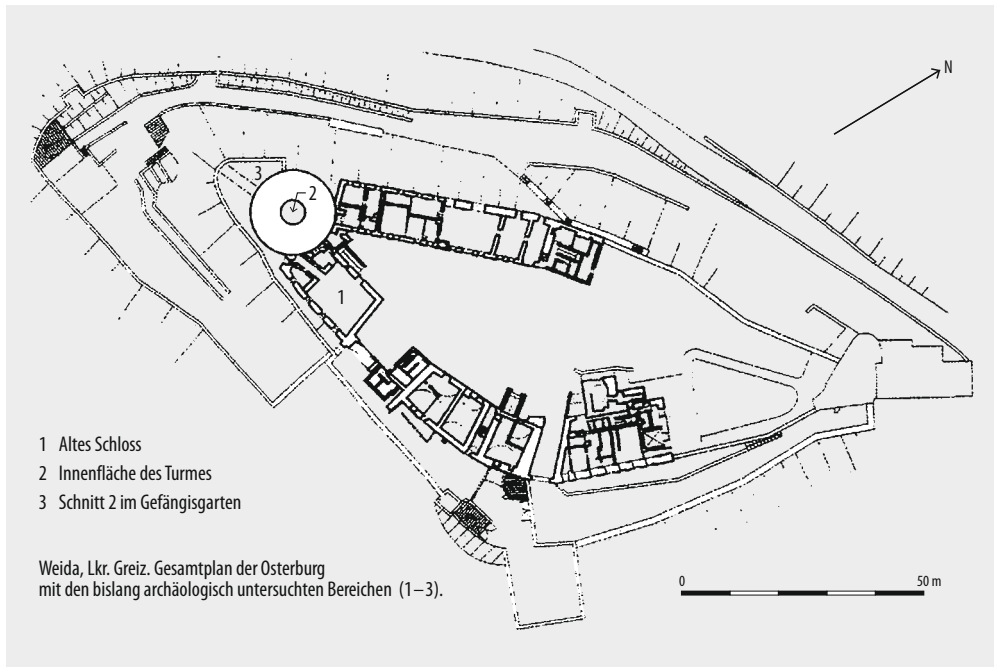 N
3
2
1
1 Altes Schloss
2 Innenfläche des Turmes
3 Schnitt 2 im Gefängisgarten
Weida, Lkr. Greiz. Gesamtplan der Osterburg
mit den bislang archäologisch untersuchten Bereichen (1–3).
0 50 m